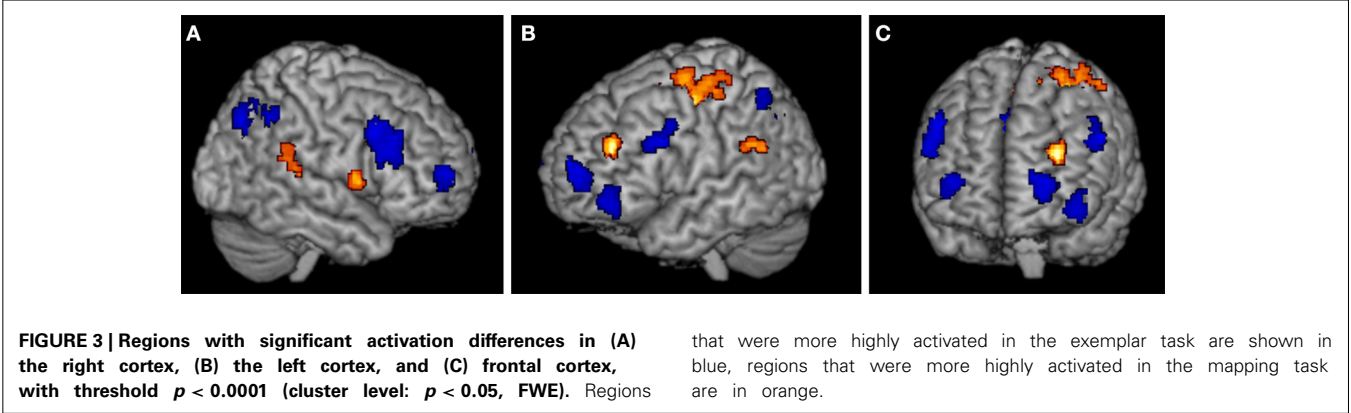 A
B
C
FIGURE 3 | Regions with significant activation differences in (A)
the right cortex, (B) the left cortex, and (C) frontal cortex,
with threshold p < 0.0001 (cluster level: p < 0.05, FWE). Regions
that were more highly activated in the exemplar task are shown in
blue, regions that were more highly activated in the mapping task
are in orange.